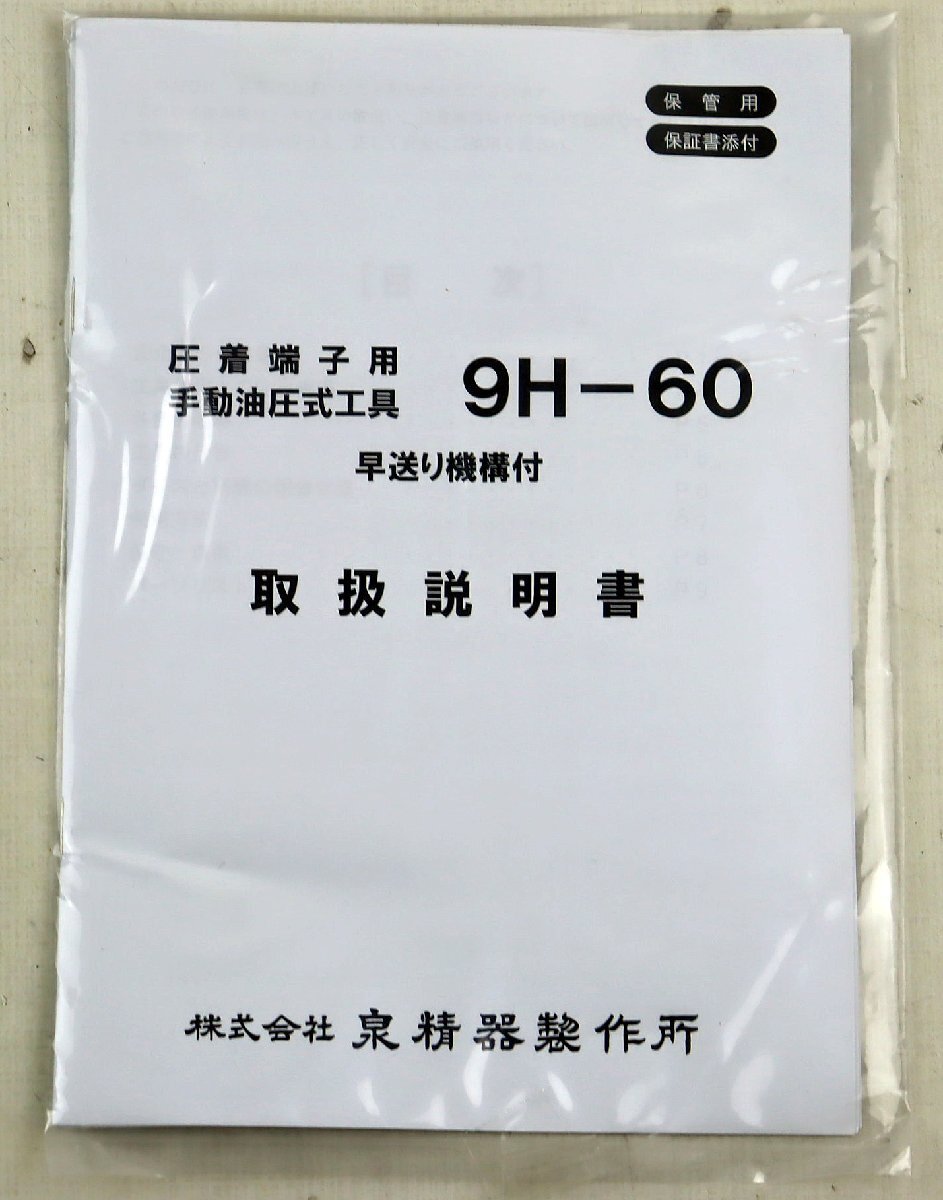 保管用
保証書添付
圧着端子用
手動油圧式工具 9H-60
早送り機構付
取扱説明書
株式会社 泉精器製作所